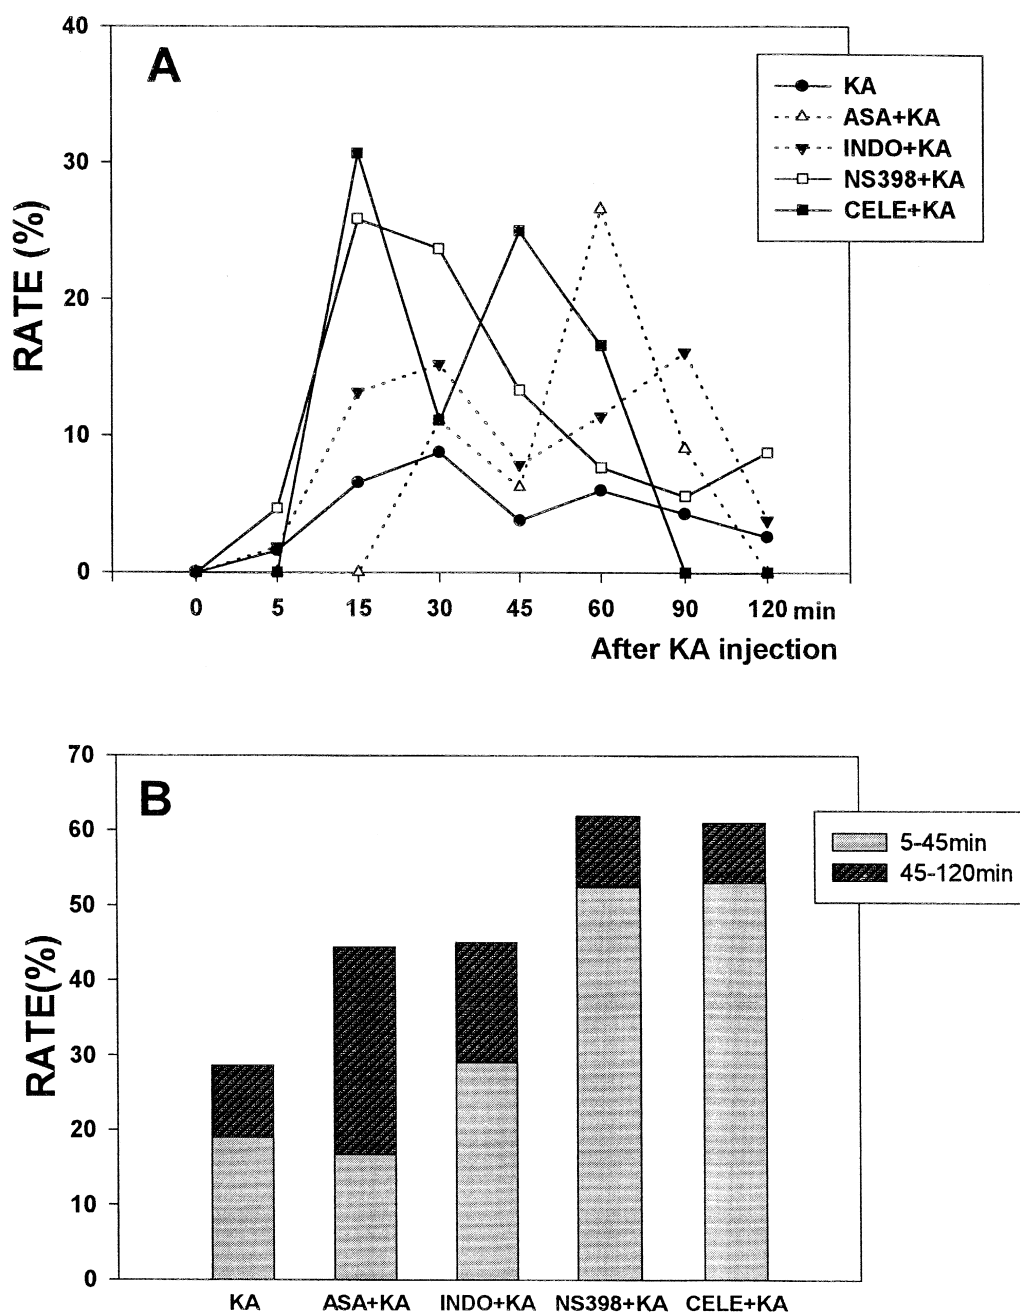 40
A
KA
ASA+KA
INDO+KA
NS398+KA
CELE+KA
30
RATE (%)
20
10
0
0 5 15 30 45 60 90 120 min
After KA injection
70
B
60
5-45min
45-120min
50
RATE(%)
40
30
20
10
0
KA ASA+KA INDO+KA NS398+KA CELE+KA